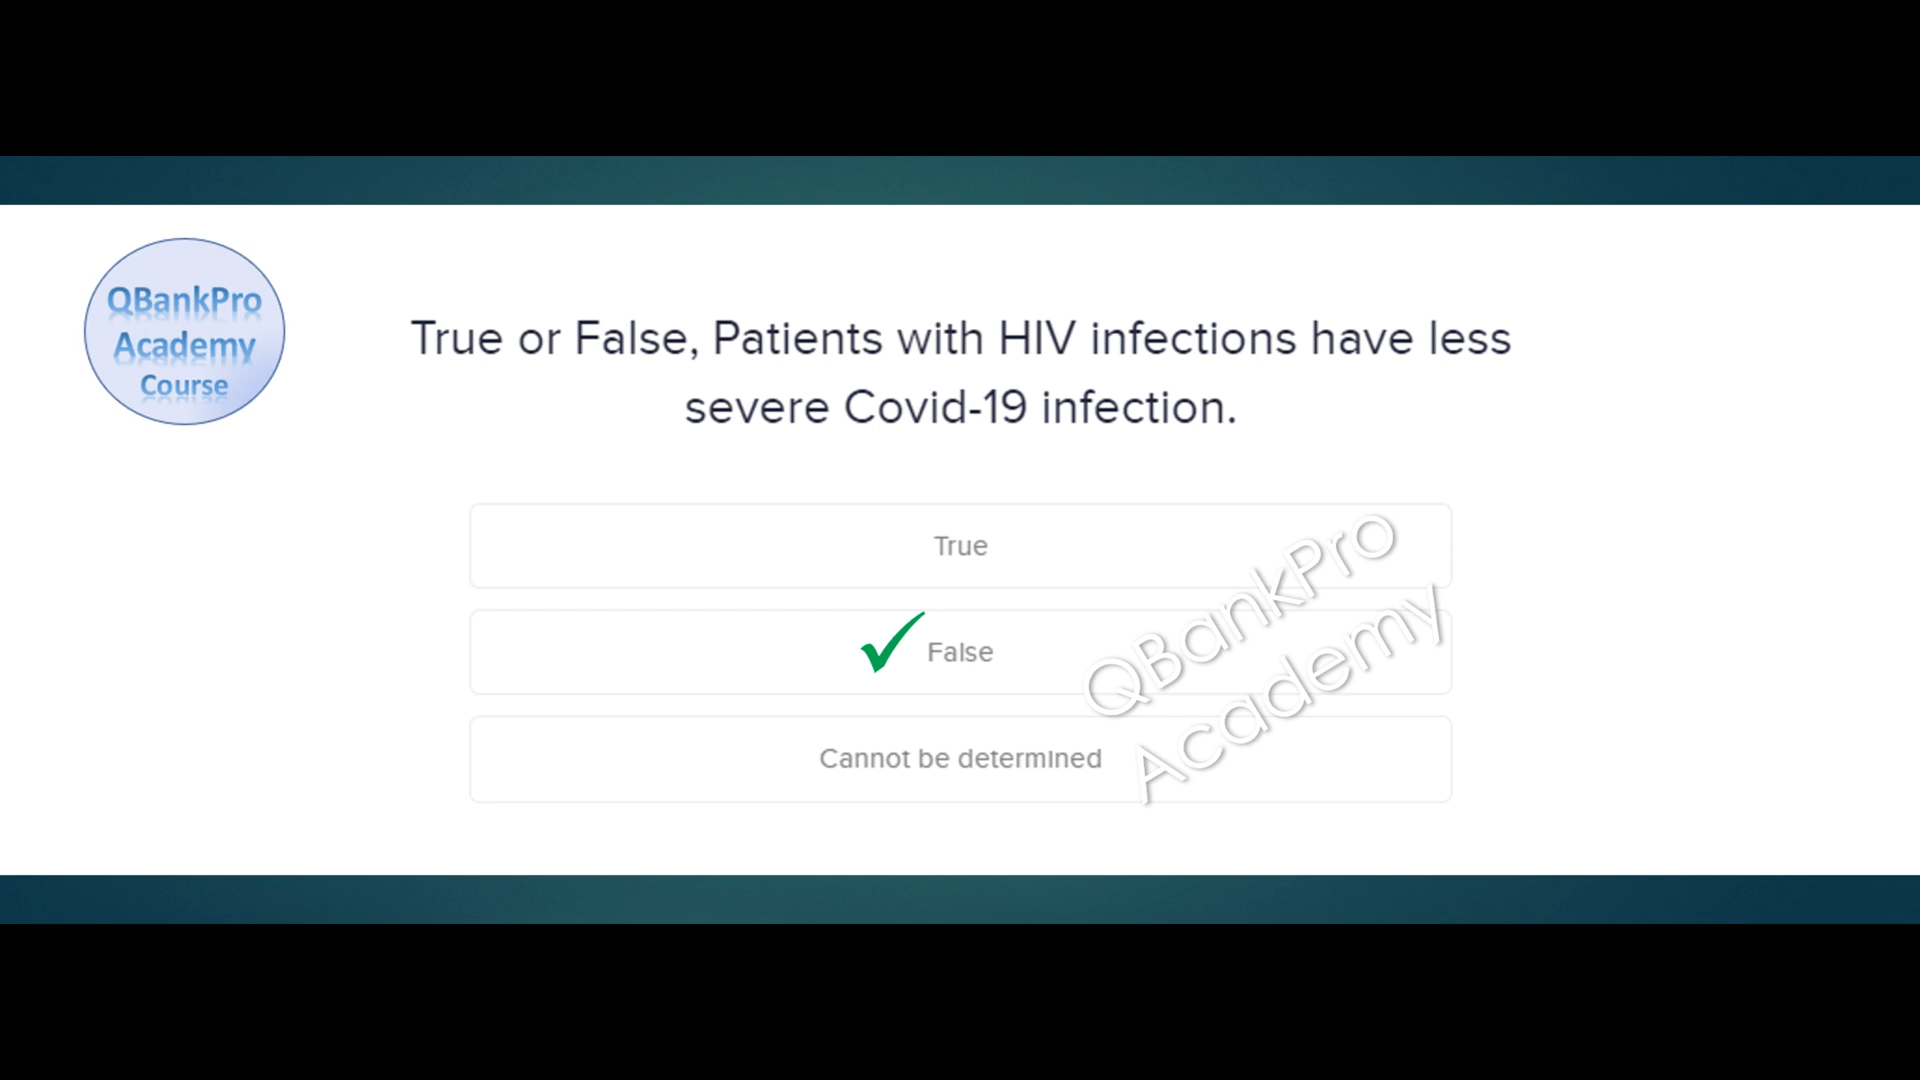 QBankPro
Academy
Course
True or False, Patients with HIV infections have less
severe Covid-19 infection.
True
False
Cannot be determined
QBankPro
Academy